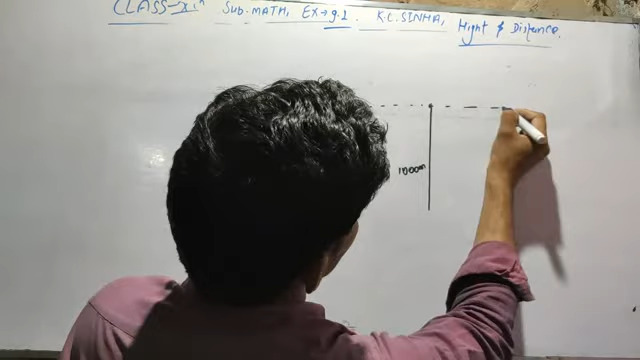 CLASS-XIth SUB. MATH, EX→9.1. K.C. SINHA, Hight & Distance.
1000m